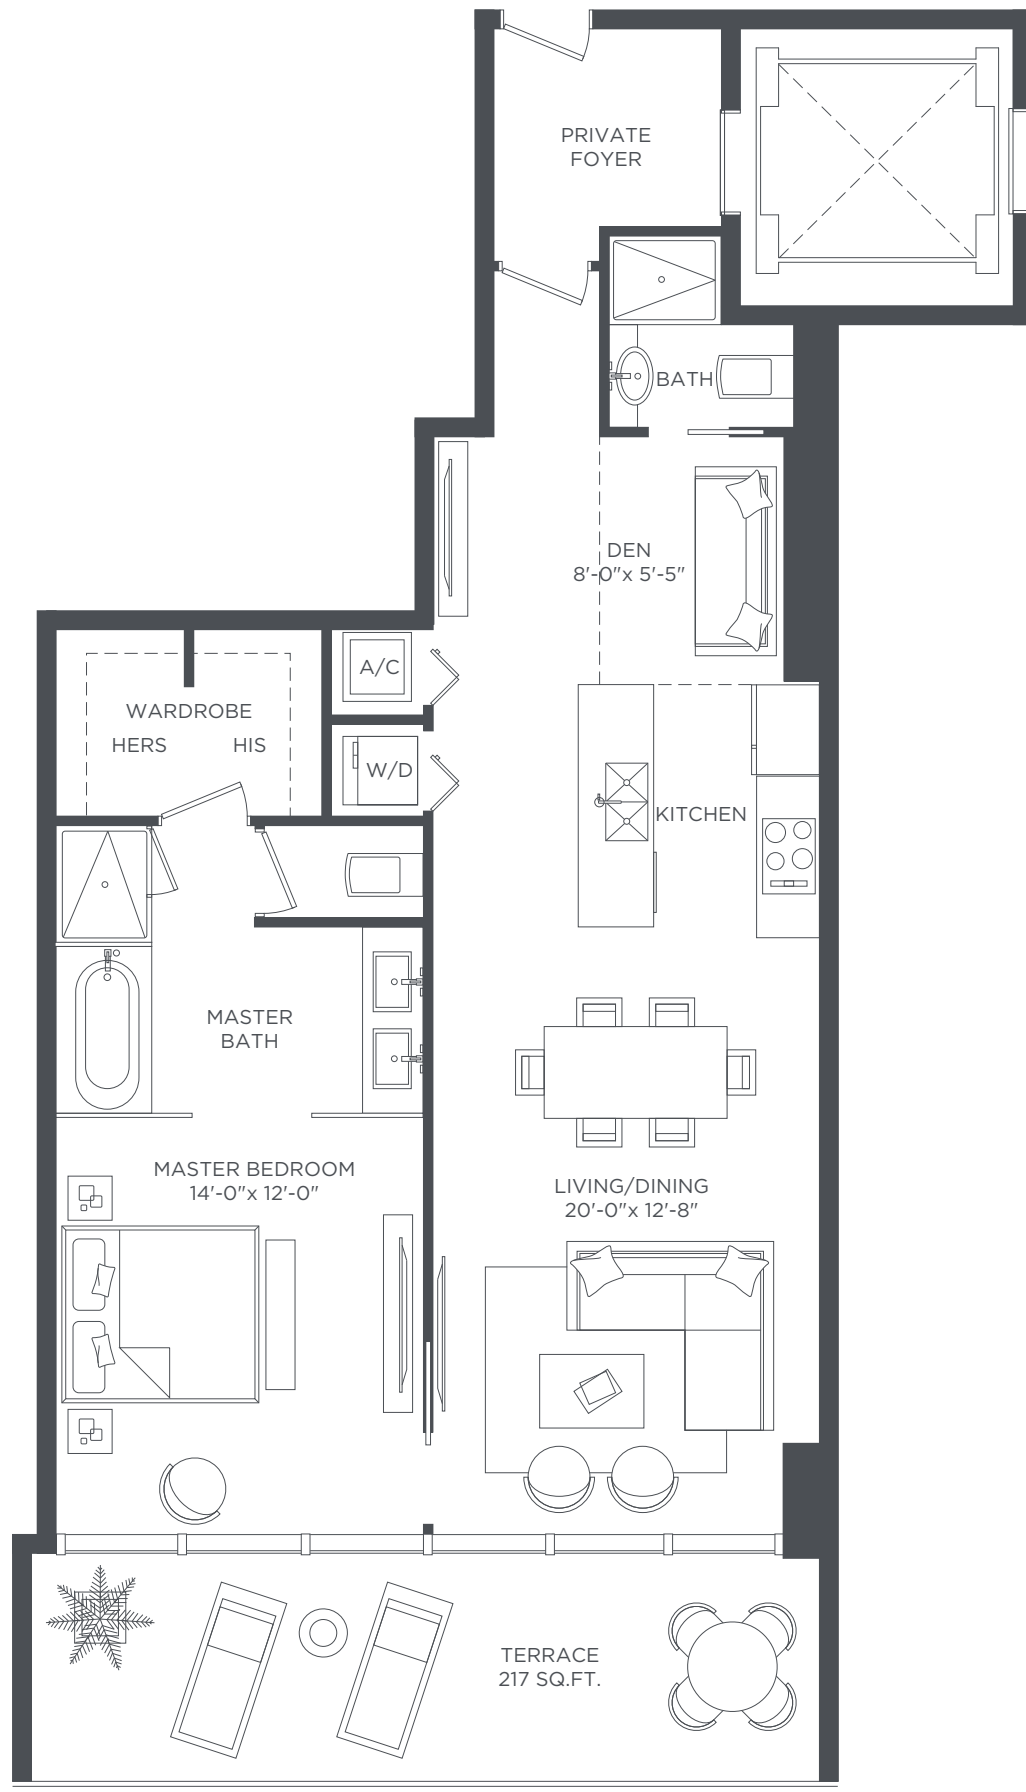 PRIVATE
FOYER
BATH
DEN
8'-0"x 5'-5"
A/C
WARDROBE
HERS HIS
W/D
KITCHEN
MASTER
BATH
MASTER BEDROOM
14'-0"x 12'-0"
LIVING/DINING
20'-0"x 12'-8"
TERRACE
217 SQ.FT.